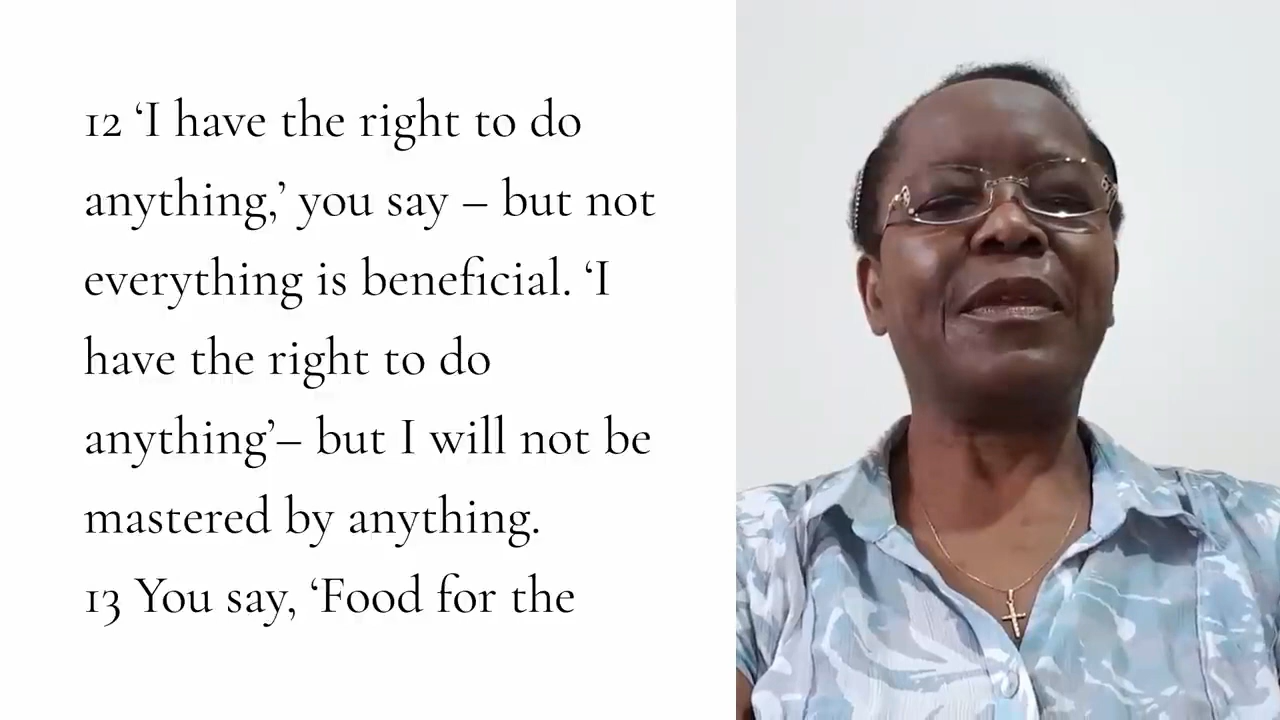 12 ‘I have the right to do
anything,’ you say – but not
everything is beneficial. ‘I
have the right to do
anything’– but I will not be
mastered by anything.
13 You say, ‘Food for the